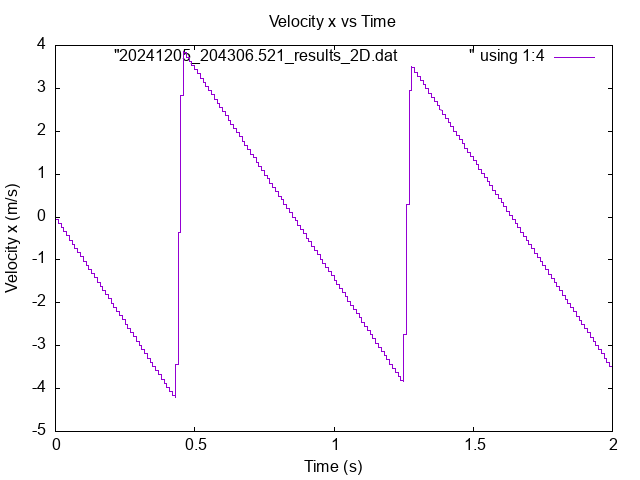 Velocity x vs Time
"20241205_204306.521_results_2D.dat " using 1:4
4
3
2
1
0
-1
-2
-3
-4
-5
Velocity x (m/s)
0 0.5 1 1.5 2
Time (s)